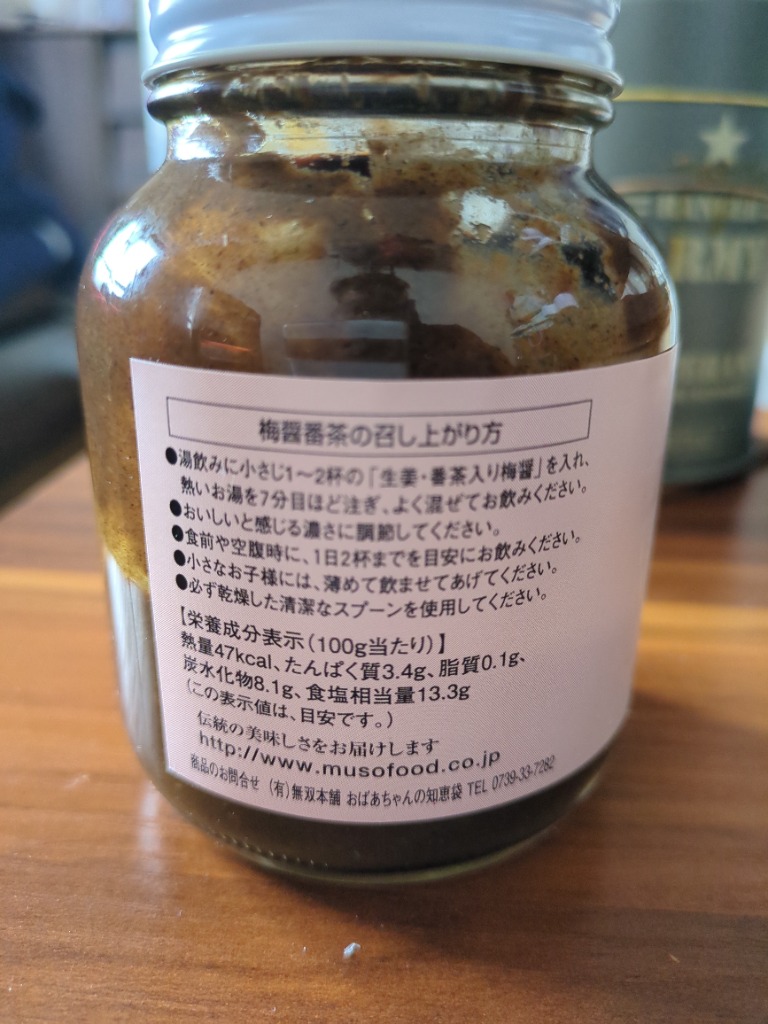 梅醤番茶の召し上がり方
●湯飲みに小さじ1〜2杯の「生姜・番茶入り梅醤」を入れ、
熱いお湯を7分目ほど注ぎ、よく混ぜてお飲みください。
●おいしいと感じる濃さに調節してください。
●食前や空腹時に、1日2杯までを目安にお飲みください。
●小さなお子様には、薄めて飲ませてあげてください。
●必ず乾燥した清潔なスプーンを使用してください。
【栄養成分表示(100g当たり)】
熱量47kcal、たんぱく質3.4g、脂質0.1g、
炭水化物8.1g、食塩相当量13.3g
(この表示値は、目安です。)
伝統の美味しさをお届けします
http://www.musofood.co.jp
商品のお問合せ (有)無双本舗 おばあちゃんの知恵袋 TEL 0739-33-7282